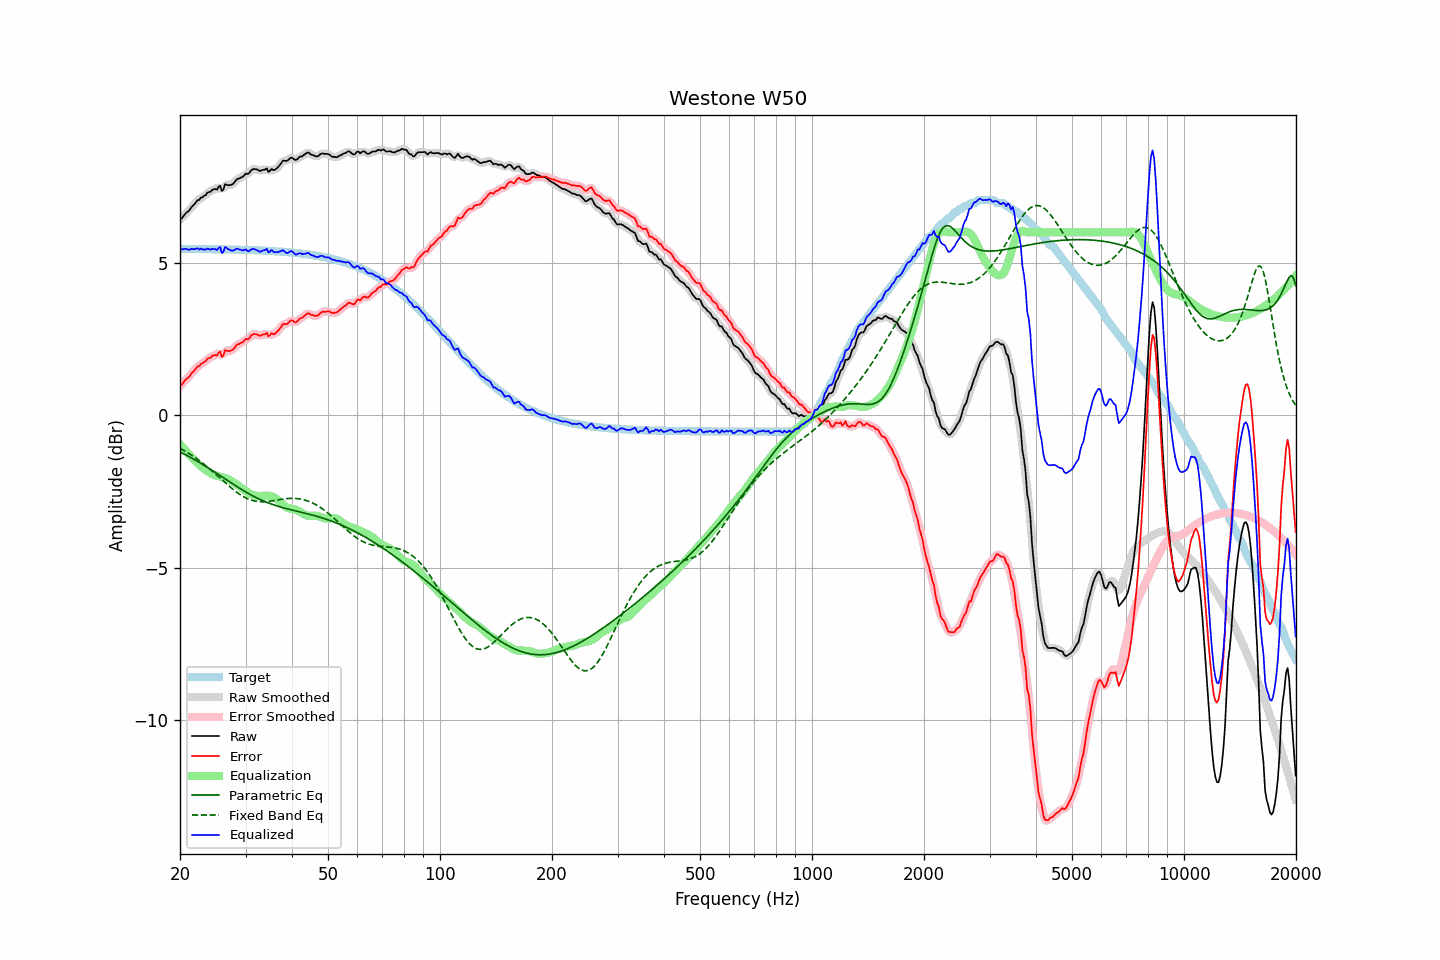 Westone W50
Amplitude (dBr)
5
0
−5
−10
Target
Raw Smoothed
Error Smoothed
Raw
Error
Equalization
Parametric Eq
Fixed Band Eq
Equalized
20 50 100 200 500 1000 2000 5000 10000 20000
Frequency (Hz)